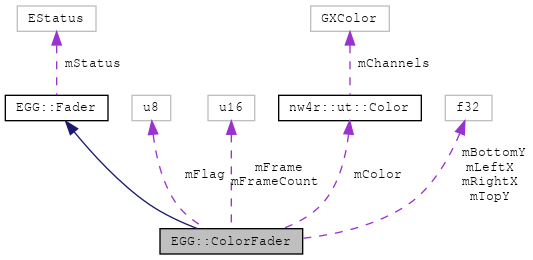 EStatus
GXColor
mStatus
mChannels
EGG::Fader
u8
u16
nw4r::ut::Color
f32
mFlag
mFrame
mFrameCount
mColor
mBottomY
mLeftX
mRightX
mTopY
EGG::ColorFader